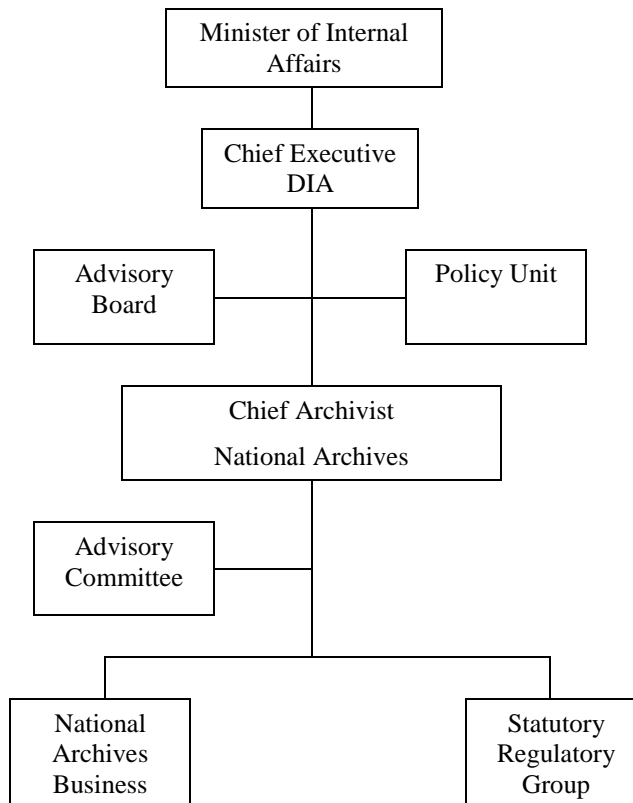 Minister of Internal
Affairs
Chief Executive
DIA
Advisory
Board
Policy Unit
Chief Archivist
National Archives
Advisory
Committee
National
Archives
Business
Statutory
Regulatory
Group